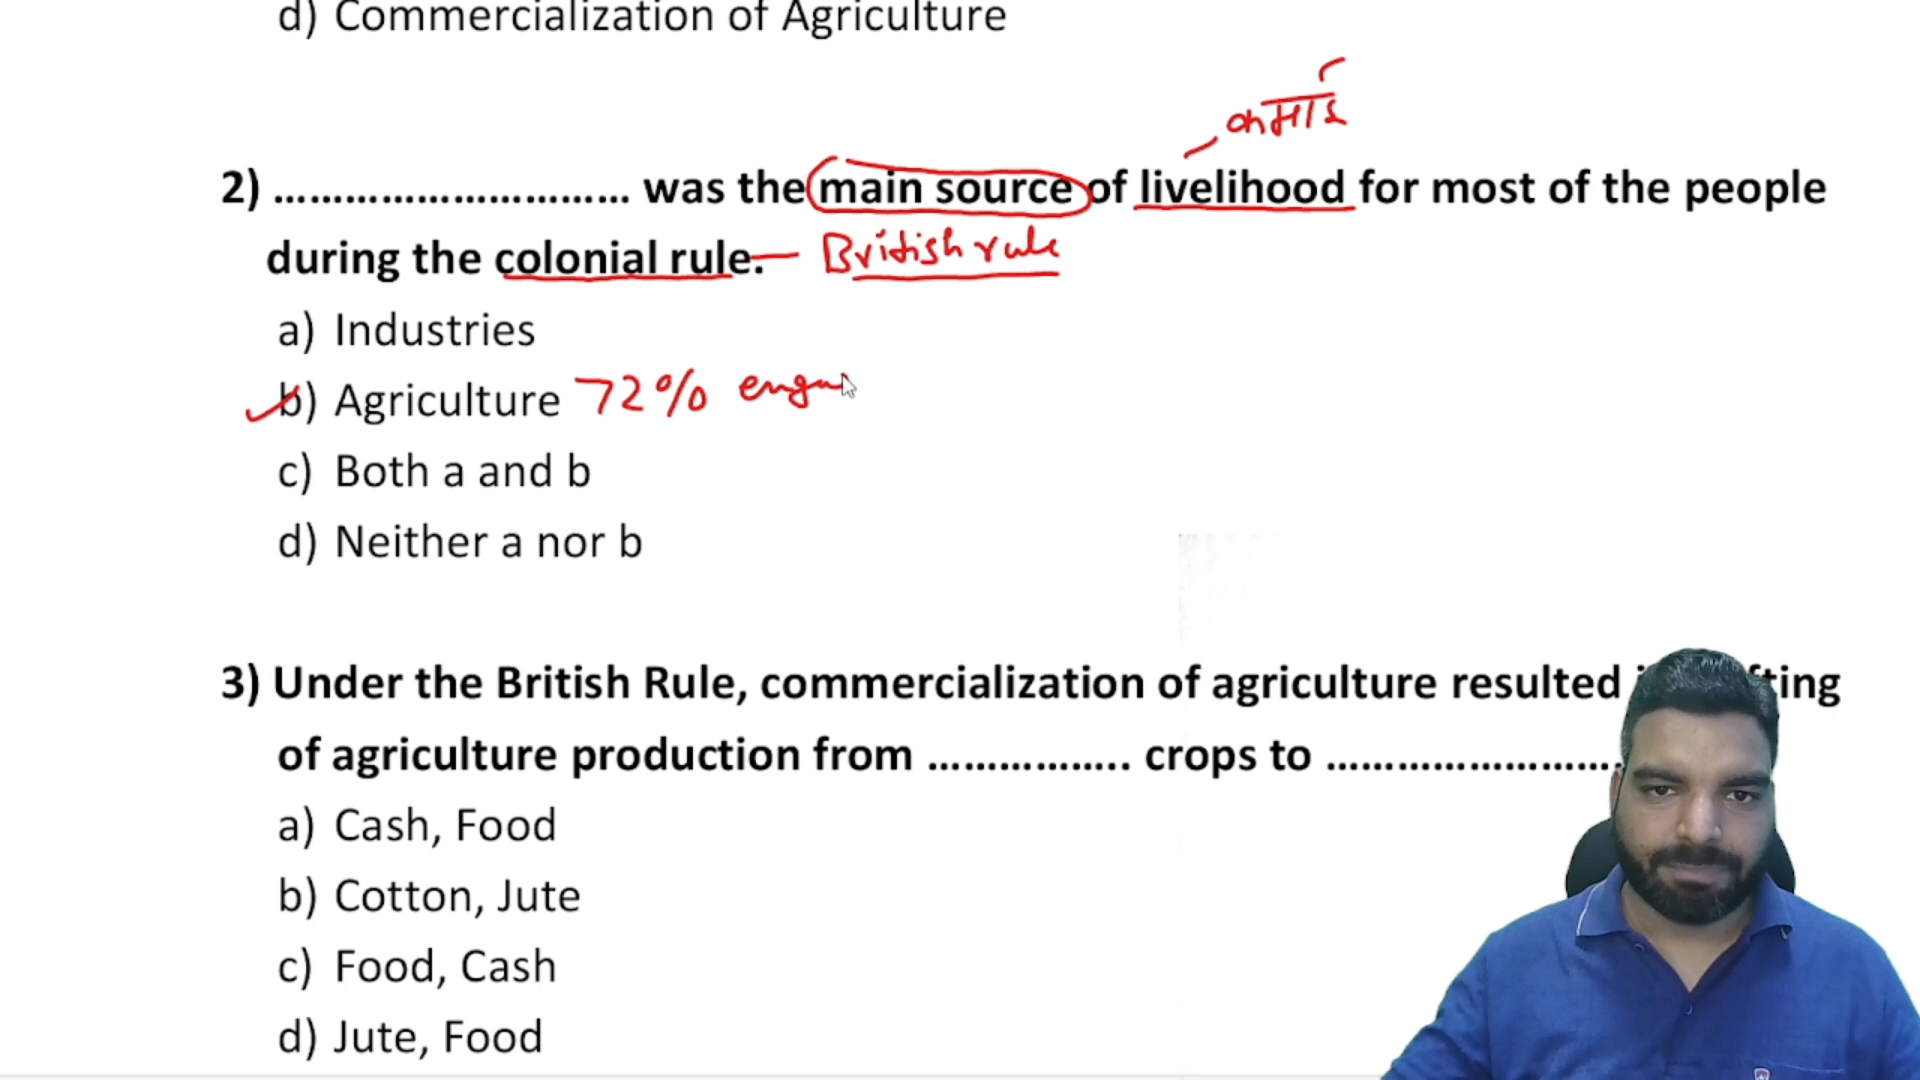 d) Commercialization of Agriculture
2) ................................. was the main source of livelihood for most of the people
during the colonial rule. — British rule
a) Industries
b) Agriculture 72%
c) Both a and b
d) Neither a nor b
3) Under the British Rule, commercialization of agriculture resulted
of agriculture production from ................. crops to ...........................
a) Cash, Food
b) Cotton, Jute
c) Food, Cash
d) Jute, Food